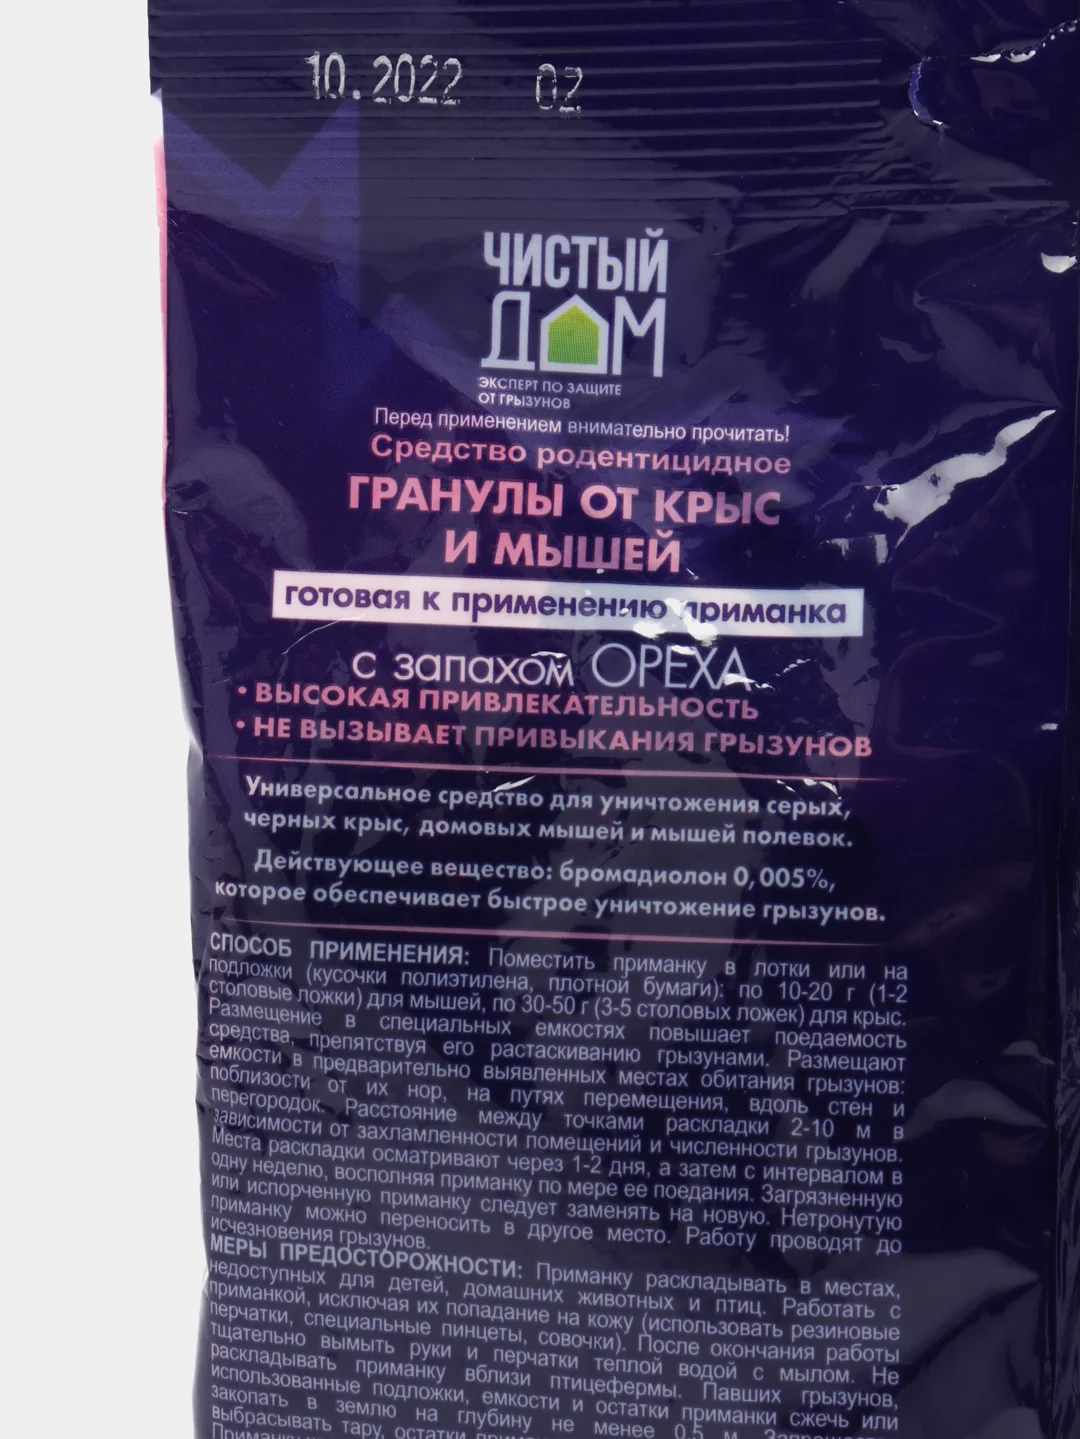 10.2022 02
ЧИСТЫЙ
ДОМ
ЭКСПЕРТ ПО ЗАЩИТЕ
ОТ ГРЫЗУНОВ
Перед применением внимательно прочитать!
Средство родентицидное
ГРАНУЛЫ ОТ КРЫС
И МЫШЕЙ
готовая к применению приманка
с запахом ОРЕХА
• ВЫСОКАЯ ПРИВЛЕКАТЕЛЬНОСТЬ
• НЕ ВЫЗЫВАЕТ ПРИВЫКАНИЯ ГРЫЗУНОВ
Универсальное средство для уничтожения серых,
черных крыс, домовых мышей и мышей полевок.
Действующее вещество: бромадиолон 0,005%,
которое обеспечивает быстрое уничтожение грызунов.
СПОСОБ ПРИМЕНЕНИЯ: Поместить приманку в лотки или на
подложки (кусочки полиэтилена, плотной бумаги): по 10-20 г (1-2
столовые ложки) для мышей, по 30-50 г (3-5 столовых ложек) для крыс.
Размещение в специальных емкостях повышает поедаемость
средства, препятствуя его растаскиванию грызунами. Размещают
емкости в предварительно выявленных местах обитания грызунов:
поблизости от их нор, на путях перемещения, вдоль стен и
перегородок. Расстояние между точками раскладки 2-10 м в
зависимости от захламленности помещений и численности грызунов.
Места раскладки осматривают через 1-2 дня, а затем с интервалом в
одну неделю, восполняя приманку по мере ее поедания. Загрязненную
или испорченную приманку следует заменять на новую. Нетронутую
приманку можно переносить в другое место. Работу проводят до
исчезновения грызунов.
МЕРЫ ПРЕДОСТОРОЖНОСТИ: Приманку раскладывать в местах,
недоступных для детей, домашних животных и птиц. Работать с
приманкой, исключая их попадание на кожу (использовать резиновые
перчатки, специальные пинцеты, совочки). После окончания работы
тщательно вымыть руки и перчатки теплой водой с мылом. Не
раскладывать приманку вблизи птицефермы. Павших грызунов,
использованные подложки, емкости и остатки приманки сжечь или
закопать в землю на глубину не менее 0,5 м.
выбрасывать тару, остатки